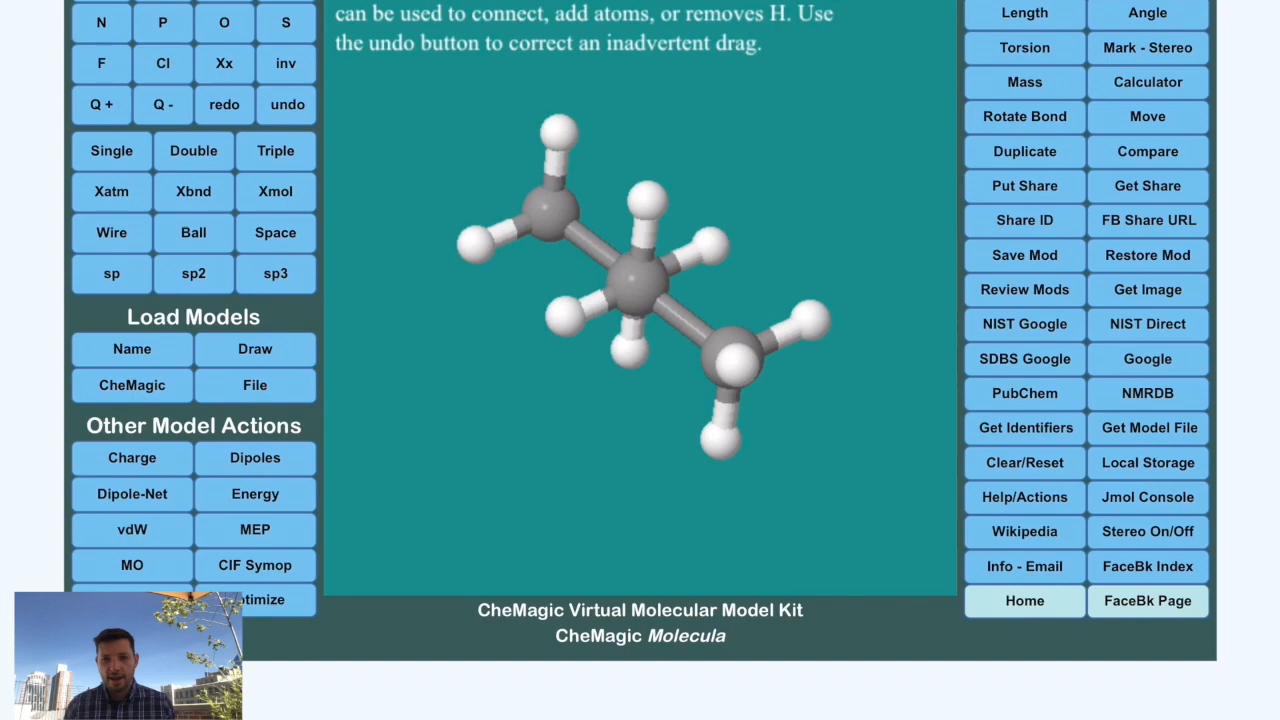 can be used to connect, add atoms, or removes H. Use
the undo button to correct an inadvertent drag.
N P O S
F Cl Xx inv
Q + Q - redo undo
Single Double Triple
Xatm Xbnd Xmol
Wire Ball Space
sp sp2 sp3
Load Models
Name Draw
CheMagic File
Other Model Actions
Charge Dipoles
Dipole-Net Energy
vdW MEP
MO CIF Symop
Length Angle
Torsion Mark - Stereo
Mass Calculator
Rotate Bond Move
Duplicate Compare
Put Share Get Share
Share ID FB Share URL
Save Mod Restore Mod
Review Mods Get Image
NIST Google NIST Direct
SDBS Google Google
PubChem NMRDB
Get Identifiers Get Model File
Clear/Reset Local Storage
Help/Actions Jmol Console
Wikipedia Stereo On/Off
Info - Email FaceBk Index
Home FaceBk Page
CheMagic Virtual Molecular Model Kit
CheMagic Molecula